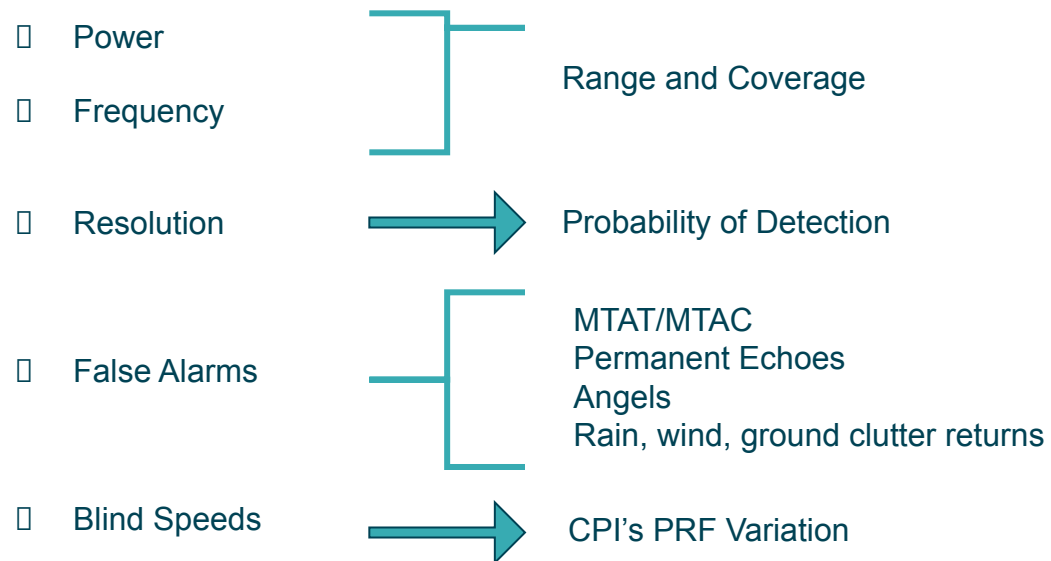 Power
Frequency
Range and Coverage
Resolution
Probability of Detection
False Alarms
MTAT/MTAC
Permanent Echoes
Angels
Rain, wind, ground clutter returns
Blind Speeds
CPI's PRF Variation